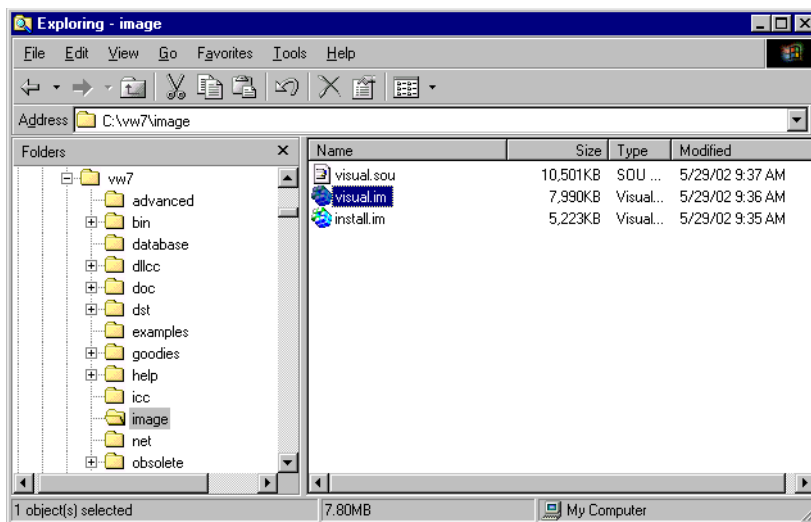 Exploring - image
File Edit View Go Favorites Tools Help
Address C:\vw7\image
Folders
Name Size Type Modified
vw7
visual.sou 10,501KB SOU ... 5/29/02 9:37 AM
advanced
visual.im 7,990KB Visual... 5/29/02 9:36 AM
bin
install.im 5,223KB Visual... 5/29/02 9:35 AM
database
dllcc
doc
dst
examples
goodies
help
icc
image
net
obsolete
1 object(s) selected 7.80MB My Computer